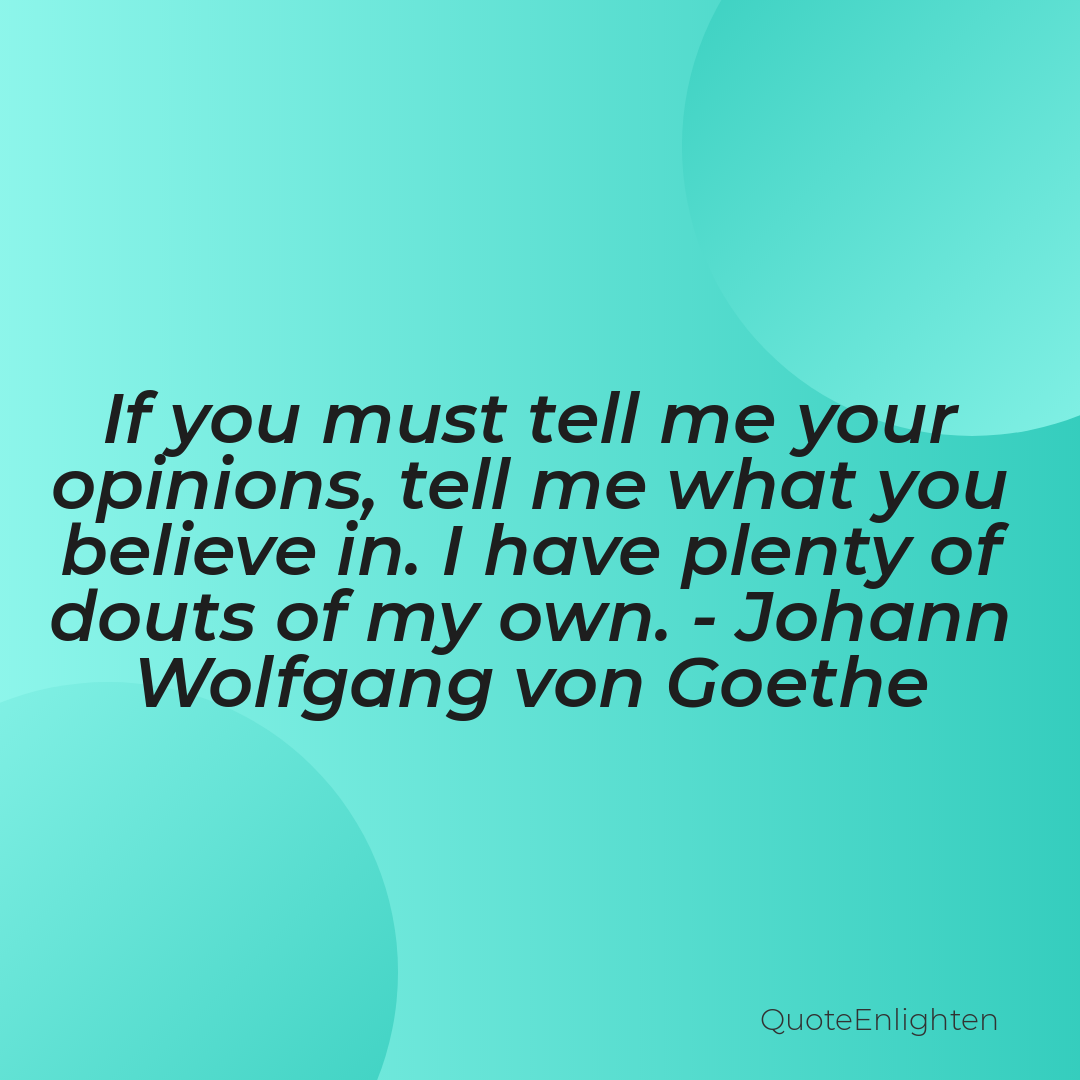 If you must tell me your
opinions, tell me what you
believe in. I have plenty of
douts of my own. - Johann
Wolfgang von Goethe
QuoteEnlighten